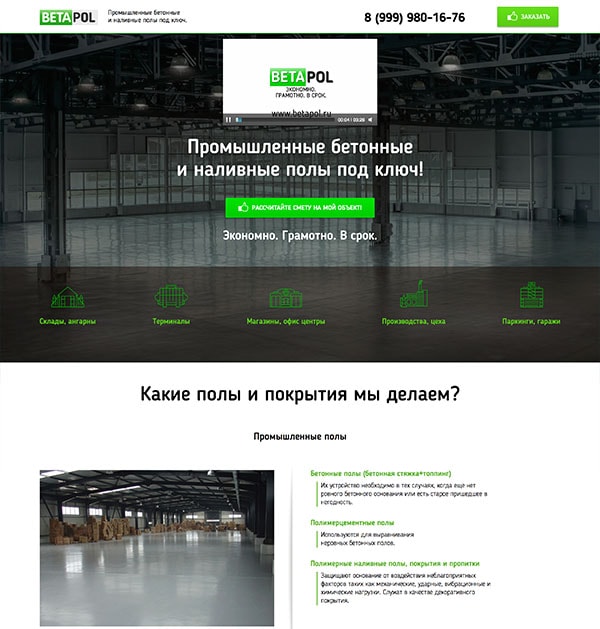 BETAPOL
Промышленные бетонные
и наливные полы под ключ.
8 (999) 980-16-76
ЗАКАЗАТЬ
BETAPOL
ЭКОНОМНО.
ГРАМОТНО. В СРОК.
www.betapol.ru
00:04 | 03:28
Промышленные бетонные
и наливные полы под ключ!
РАССЧИТАЙТЕ СМЕТУ НА МОЙ ОБЪЕКТ!
Экономно. Грамотно. В срок.
Склады, ангарны
Терминалы
Магазины, офис центры
Производства, цеха
Паркинги, гаражи
Какие полы и покрытия мы делаем?
Промышленные полы
Бетонные полы (бетонная стяжка+топпинг)
Их устройство необходимо в тех случаях, когда еще нет
ровного бетонного основания или есть старое пришедшее в
негодность.
Полимерцементные полы
Используются для выравнивания
неровных бетонных полов.
Полимерные наливные полы, покрытия и пропитки
Защищают основание от воздействия неблагприятных
факторов таких как механические, ударные, вибрационные и
химические нагрузки. Служат в качестве декоративного
покрытия.